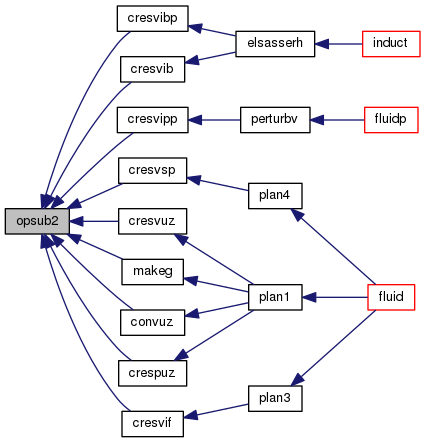 cresvibp
elsasserh
induct
cresvib
cresvipp
perturbv
fluidp
cresvsp
plan4
opsub2
cresvuz
makeg
plan1
fluid
convuz
crespuz
plan3
cresvif